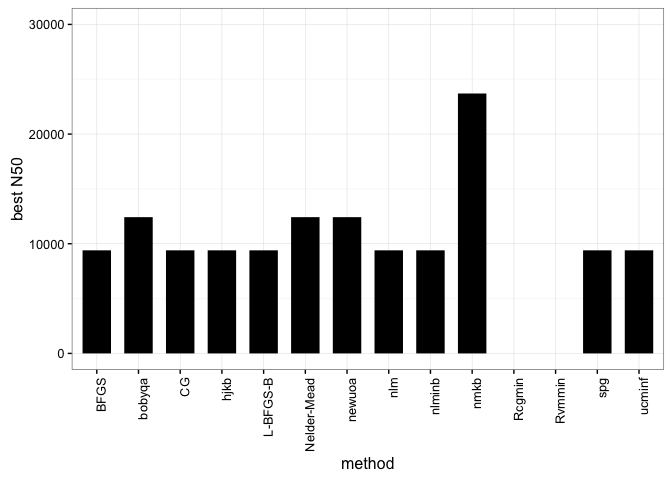 30000
20000
10000
0
best N50
BFGS
bobyqa
CG
hjkb
L-BFGS-B
Nelder-Mead
newuoa
nlm
nlminb
nmkb
Rcgmin
Rvmmin
spg
ucminf
method